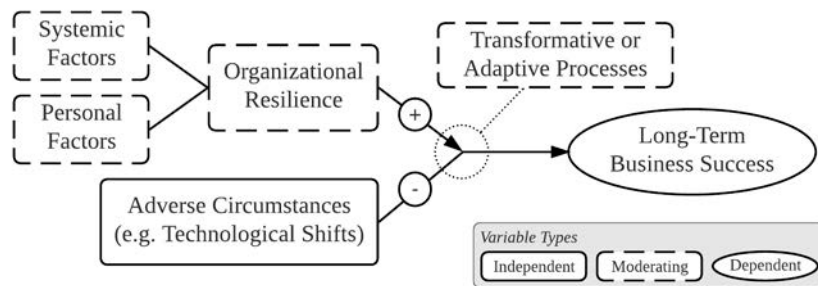 Systemic
Factors
Personal
Factors
Organizational
Resilience
Transformative or
Adaptive Processes
+
-
Adverse Circumstances
(e.g. Technological Shifts)
Long-Term
Business Success
Variable Types
Independent
Moderating
Dependent